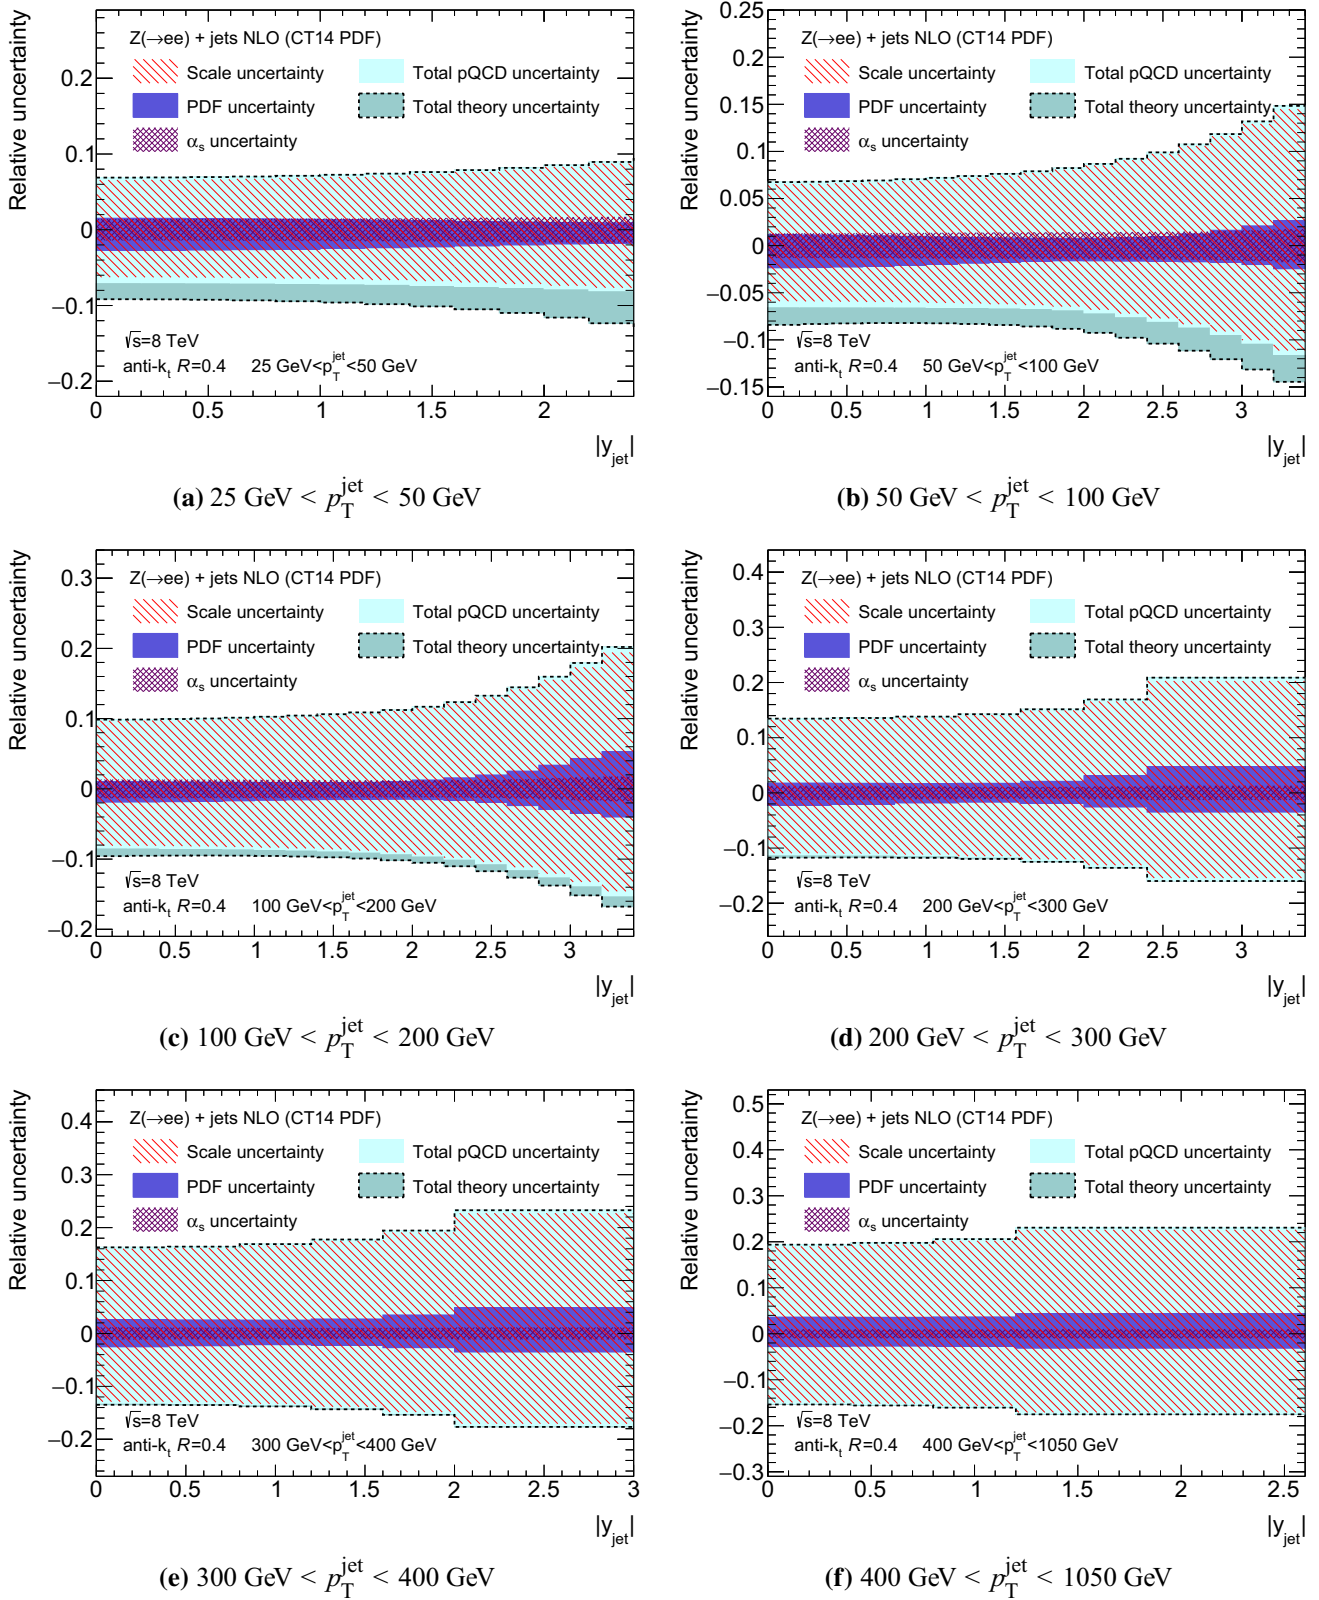 Relative uncertainty
Z(→ee) + jets NLO (CT14 PDF)
Scale uncertainty
Total pQCD uncertainty
PDF uncertainty
Total theory uncertainty
αs uncertainty
0.2
0.1
0
−0.1
−0.2
√s=8 TeV
anti-kt R=0.4 25 GeV<pTjet<50 GeV
0 0.5 1 1.5 2
|yjet|
(a) 25 GeV < pTjet < 50 GeV
Relative uncertainty
Z(→ee) + jets NLO (CT14 PDF)
Scale uncertainty
Total pQCD uncertainty
PDF uncertainty
Total theory uncertainty
αs uncertainty
0.25
0.2
0.15
0.1
0.05
0
−0.05
−0.1
−0.15
√s=8 TeV
anti-kt R=0.4 50 GeV<pTjet<100 GeV
0 0.5 1 1.5 2 2.5 3
|yjet|
(b) 50 GeV < pTjet < 100 GeV
Relative uncertainty
Z(→ee) + jets NLO (CT14 PDF)
Scale uncertainty
Total pQCD uncertainty
PDF uncertainty
Total theory uncertainty
αs uncertainty
0.3
0.2
0.1
0
−0.1
−0.2
√s=8 TeV
anti-kt R=0.4 100 GeV<pTjet<200 GeV
0 0.5 1 1.5 2 2.5 3
|yjet|
(c) 100 GeV < pTjet < 200 GeV
Relative uncertainty
Z(→ee) + jets NLO (CT14 PDF)
Scale uncertainty
Total pQCD uncertainty
PDF uncertainty
Total theory uncertainty
αs uncertainty
0.4
0.3
0.2
0.1
0
−0.1
−0.2
√s=8 TeV
anti-kt R=0.4 200 GeV<pTjet<300 GeV
0 0.5 1 1.5 2 2.5 3
|yjet|
(d) 200 GeV < pTjet < 300 GeV
Relative uncertainty
Z(→ee) + jets NLO (CT14 PDF)
Scale uncertainty
Total pQCD uncertainty
PDF uncertainty
Total theory uncertainty
αs uncertainty
0.4
0.3
0.2
0.1
0
−0.1
−0.2
√s=8 TeV
anti-kt R=0.4 300 GeV<pTjet<400 GeV
0 0.5 1 1.5 2 2.5 3
|yjet|
(e) 300 GeV < pTjet < 400 GeV
Relative uncertainty
Z(→ee) + jets NLO (CT14 PDF)
Scale uncertainty
Total pQCD uncertainty
PDF uncertainty
Total theory uncertainty
αs uncertainty
0.5
0.4
0.3
0.2
0.1
0
−0.1
−0.2
−0.3
√s=8 TeV
anti-kt R=0.4 400 GeV<pTjet<1050 GeV
0 0.5 1 1.5 2 2.5
|yjet|
(f) 400 GeV < pTjet < 1050 GeV